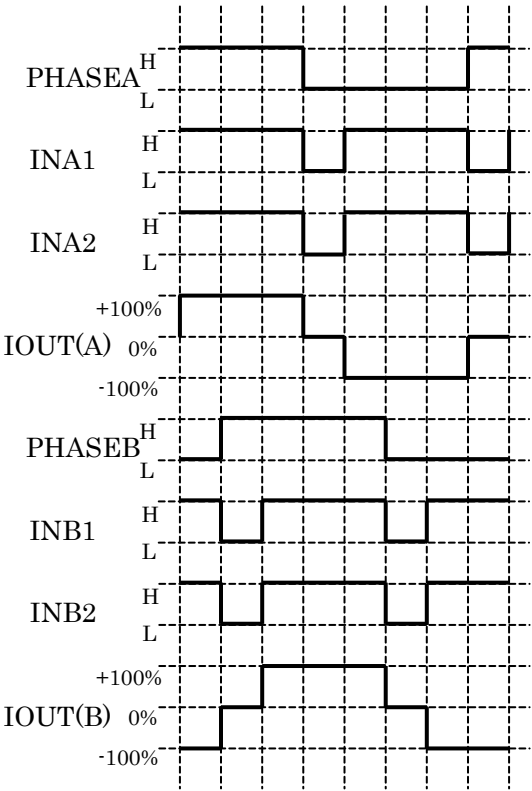 H
PHASEA
L
H
INA1
L
H
INA2
L
+100%
IOUT(A) 0%
-100%
H
PHASEB
L
H
INB1
L
H
INB2
L
+100%
IOUT(B) 0%
-100%